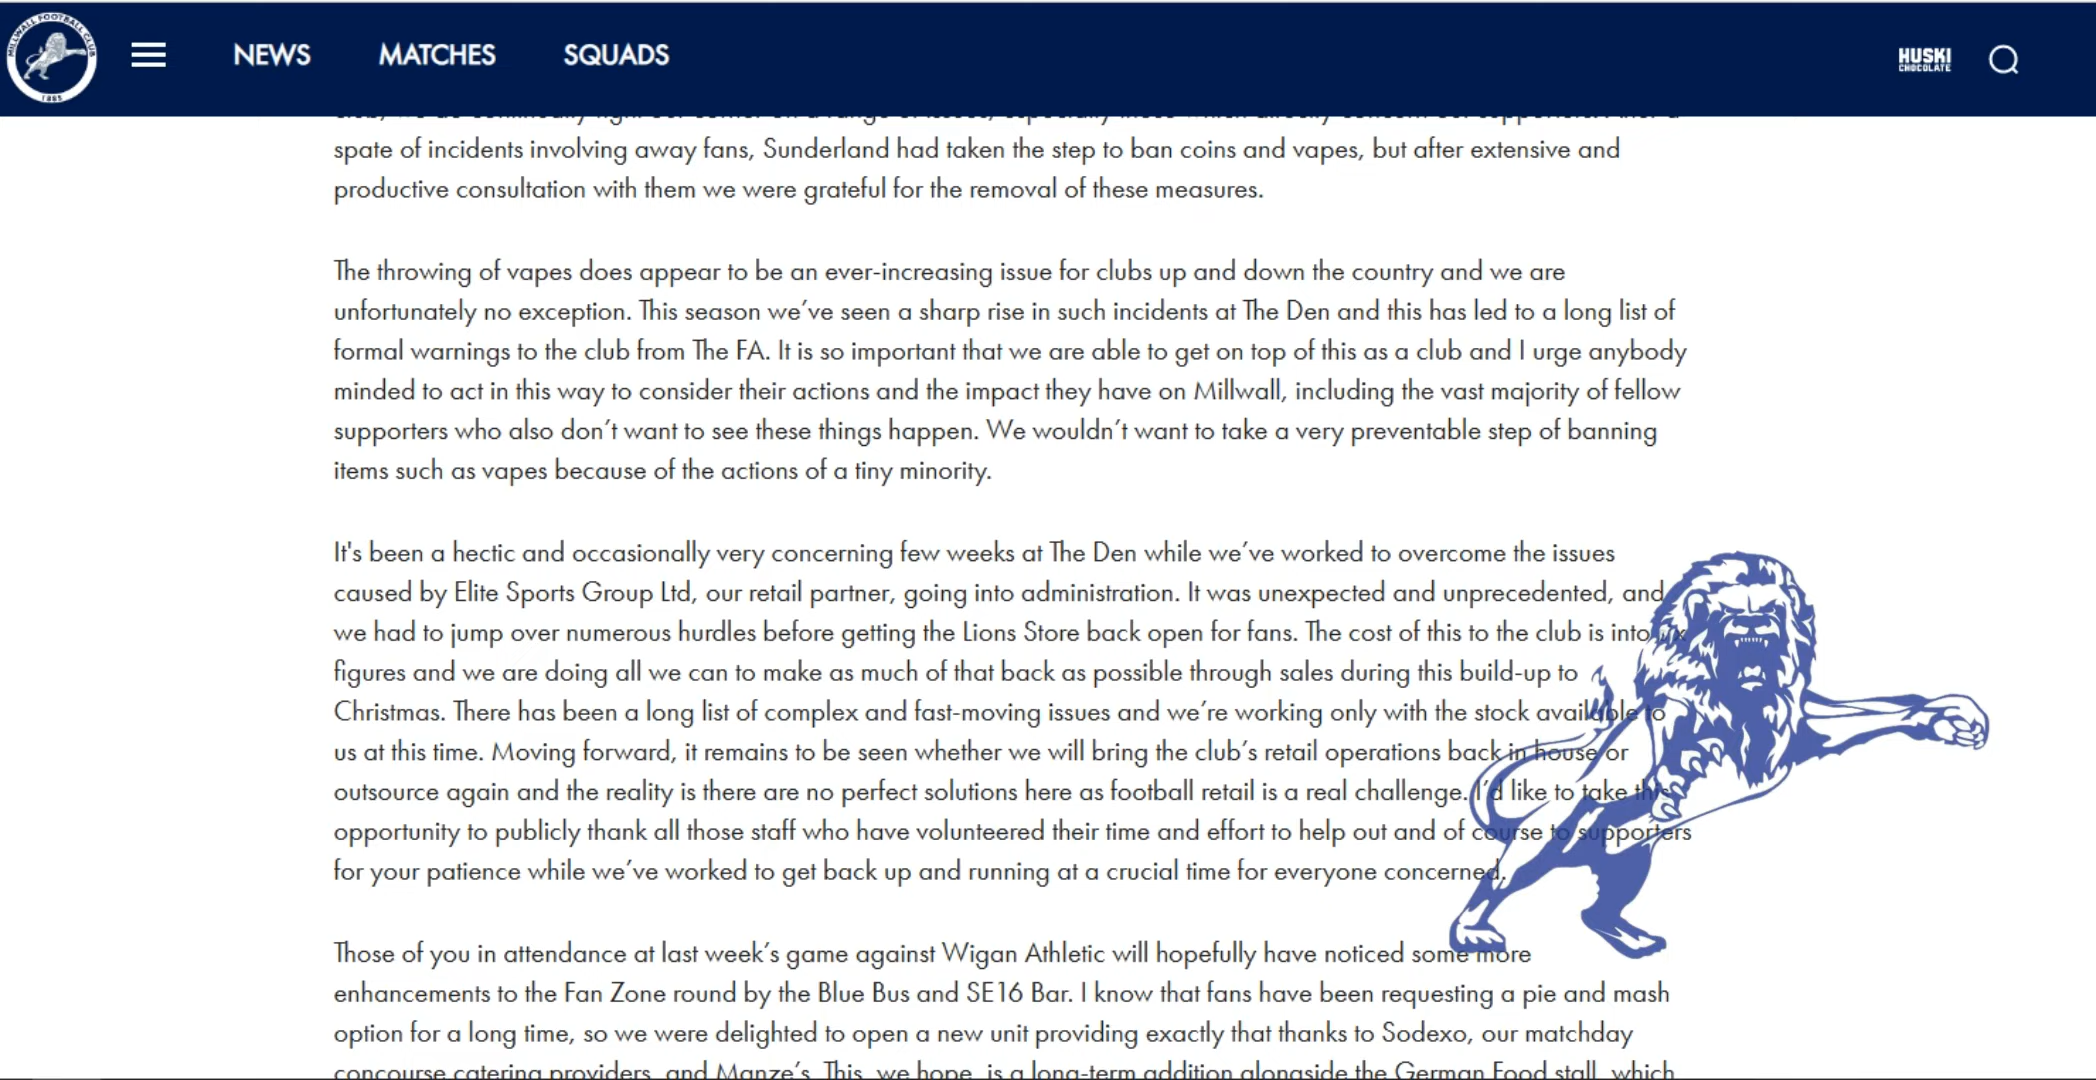 MILLWALL FOOTBALL CLUB
1885
NEWS
MATCHES
SQUADS
HUSKI
CHOCOLATE
spate of incidents involving away fans, Sunderland had taken the step to ban coins and vapes, but after extensive and
productive consultation with them we were grateful for the removal of these measures.
The throwing of vapes does appear to be an ever-increasing issue for clubs up and down the country and we are
unfortunately no exception. This season we've seen a sharp rise in such incidents at The Den and this has led to a long list of
formal warnings to the club from The FA. It is so important that we are able to get on top of this as a club and I urge anybody
minded to act in this way to consider their actions and the impact they have on Millwall, including the vast majority of fellow
supporters who also don't want to see these things happen. We wouldn't want to take a very preventable step of banning
items such as vapes because of the actions of a tiny minority.
It's been a hectic and occasionally very concerning few weeks at The Den while we've worked to overcome the issues
caused by Elite Sports Group Ltd, our retail partner, going into administration. It was unexpected and unprecedented, and
we had to jump over numerous hurdles before getting the Lions Store back open for fans. The cost of this to the club is into
figures and we are doing all we can to make as much of that back as possible through sales during this build-up to
Christmas. There has been a long list of complex and fast-moving issues and we're working only with the stock available to
us at this time. Moving forward, it remains to be seen whether we will bring the club's retail operations back in house or
outsource again and the reality is there are no perfect solutions here as football retail is a real challenge. I'd like to take this
opportunity to publicly thank all those staff who have volunteered their time and effort to help out and of course to supporters
for your patience while we've worked to get back up and running at a crucial time for everyone concerned.
Those of you in attendance at last week's game against Wigan Athletic will hopefully have noticed some more
enhancements to the Fan Zone round by the Blue Bus and SE16 Bar. I know that fans have been requesting a pie and mash
option for a long time, so we were delighted to open a new unit providing exactly that thanks to Sodexo, our matchday
concourse catering providers, and Manze's. This, we hope, is a long-term addition alongside the German Food stall, which